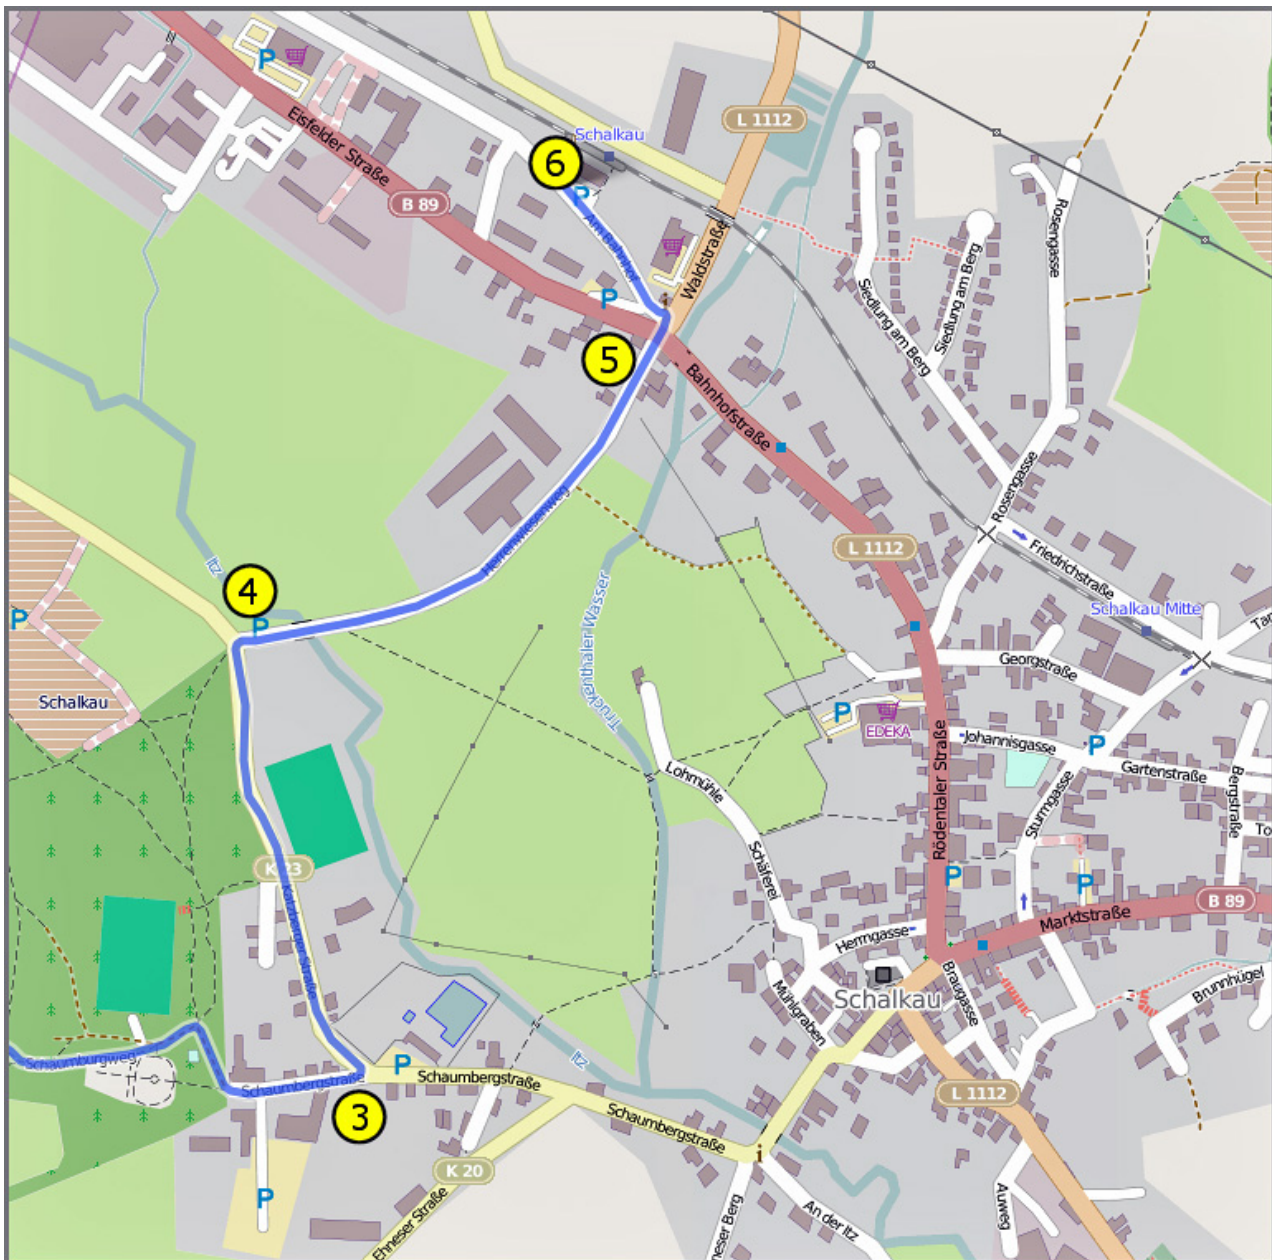 P
L 1112
Schalkau
6
Eisfelder Straße
P
B 89
Am Bahnhof
Waldstraße
Rosengasse
Siedlung am Berg
Siedlung am Berg
P
5
Bahnhofstraße
Rosengasse
Herrenwiesenweg
L 1112
Friedrichstraße
Itz
4
P
P
Truckenthaler Wasser
Schalkau Mitte
Georgstraße
Schalkau
P
EDEKA
Johannisgasse
P
Gartenstraße
Lohmühle
Rödentaler Straße
Sturmgasse
Bergstraße
Schäferei
K 23
P
P
B 89
Marktstraße
Katzberger Straße
Herrngasse
Schalkau
Braugasse
Mühlgraben
Brunnhügel
Schaumburgweg
Schaumbergstraße
P
Schaumbergstraße
Itz
3
Schaumbergstraße
L 1112
i
K 20
P
Ehneser Straße
An der Itz
Auweg